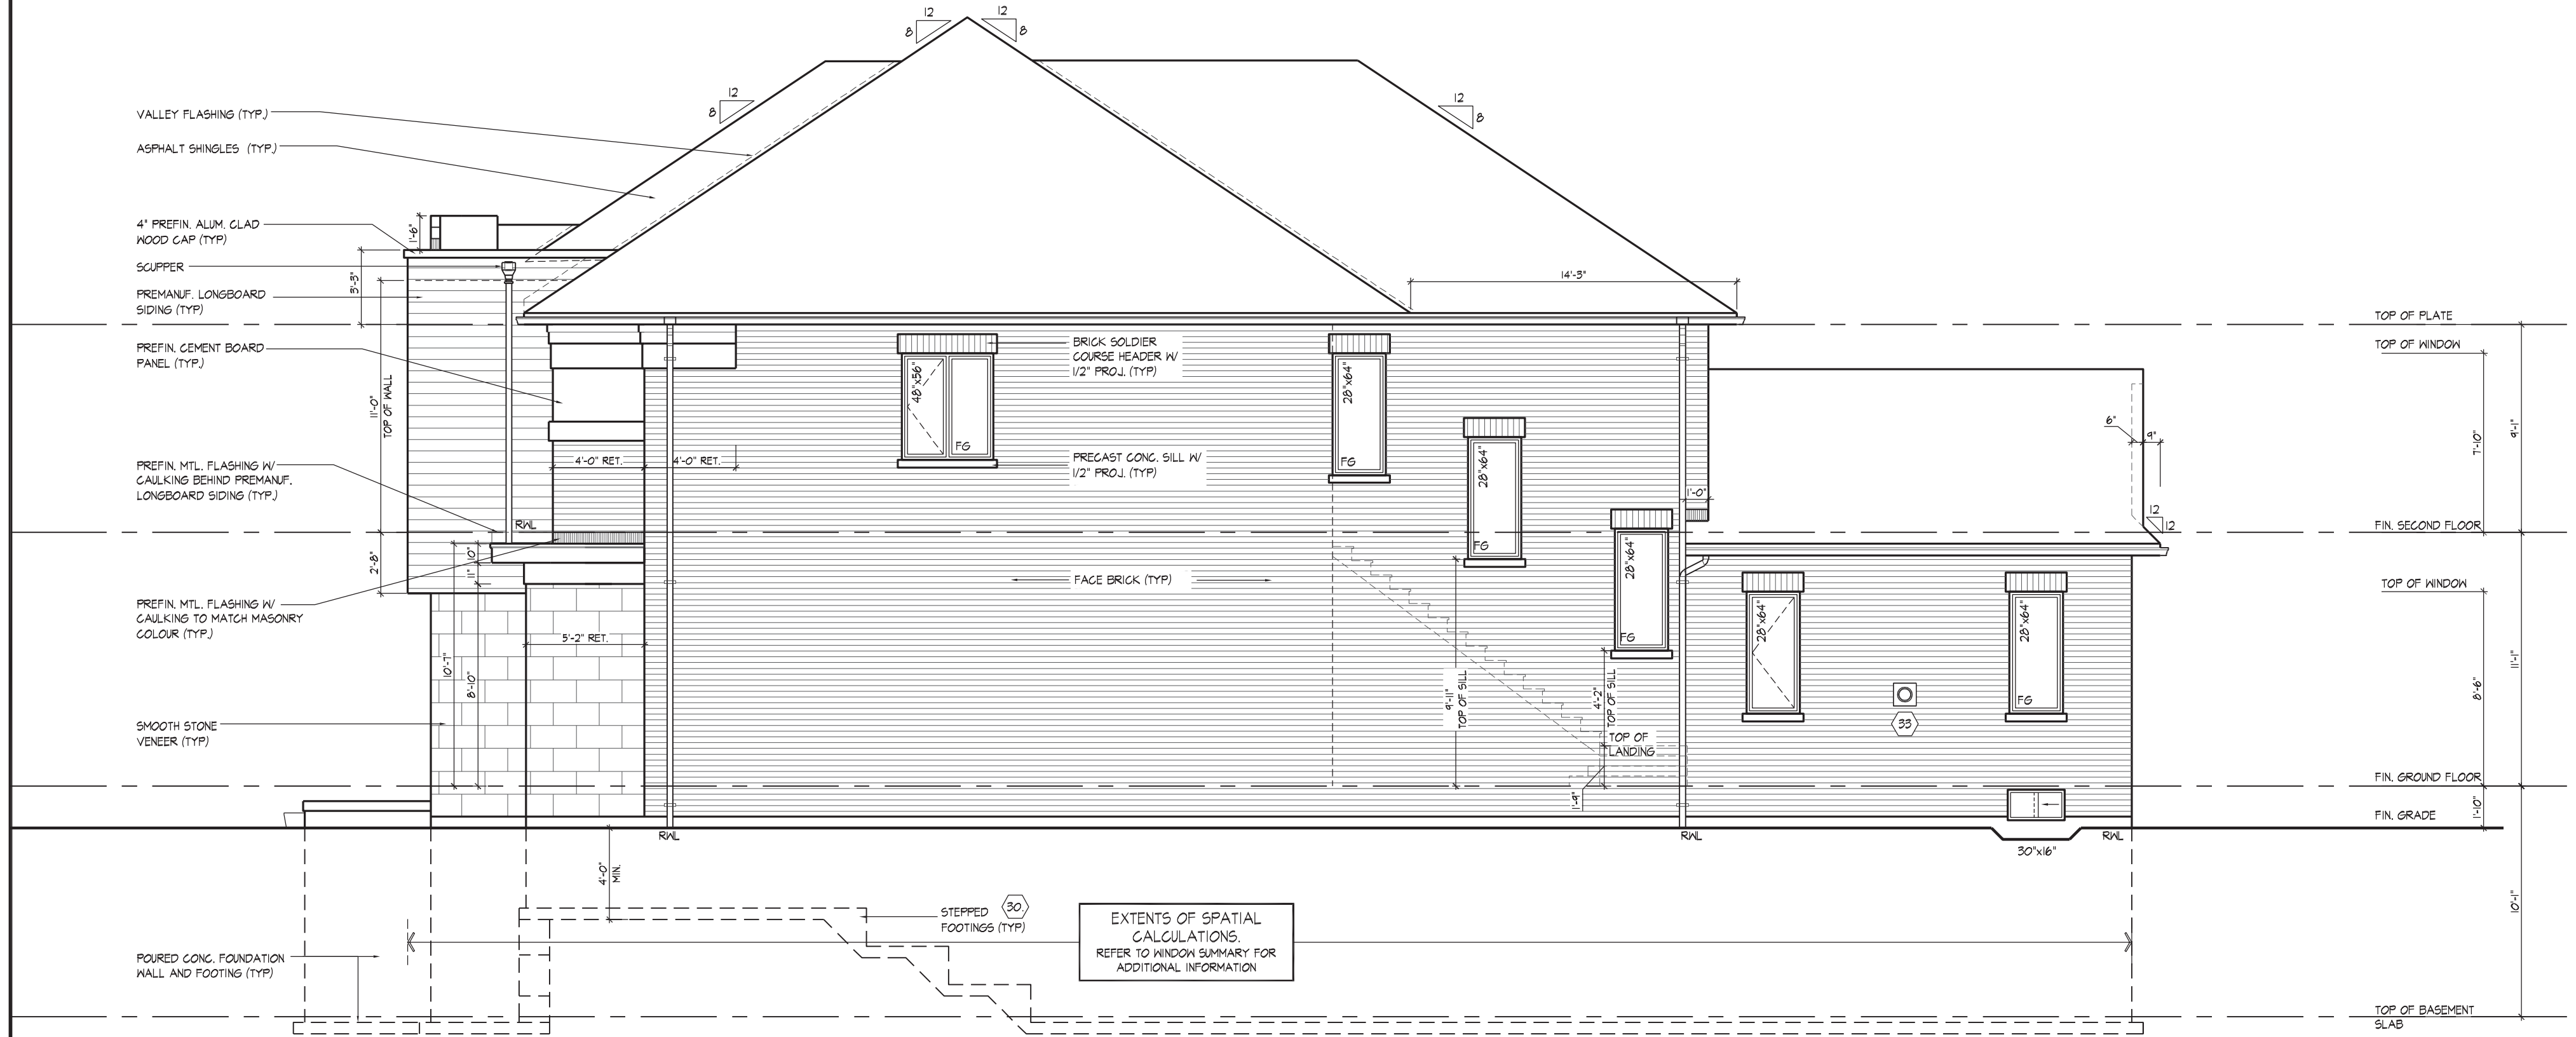 12
8
12
8
12
8
12
8
VALLEY FLASHING (TYP.)
ASPHALT SHINGLES (TYP.)
4" PREFIN. ALUM. CLAD
WOOD CAP (TYP)
SCUPPER
PREMANUF. LONGBOARD
SIDING (TYP)
PREFIN. CEMENT BOARD
PANEL (TYP.)
PREFIN. MTL. FLASHING W/
CAULKING BEHIND PREMANUF.
LONGBOARD SIDING (TYP.)
PREFIN. MTL. FLASHING W/
CAULKING TO MATCH MASONRY
COLOUR (TYP.)
SMOOTH STONE
VENEER (TYP)
POURED CONC. FOUNDATION
WALL AND FOOTING (TYP)
1'-6"
3'-3"
11'-0"
TOP OF WALL
2'-8"
RWL
10"
11"
10'-7"
8'-10"
4'-0" RET.
4'-0" RET.
5'-2" RET.
14'-3"
48"x56"
FG
BRICK SOLDIER
COURSE HEADER W/
1/2" PROJ. (TYP)
PRECAST CONC. SILL W/
1/2" PROJ. (TYP)
FACE BRICK (TYP)
28"x64"
FG
28"x64"
FG
28"x64"
FG
1'-0"
9'-11"
TOP OF SILL
4'-2"
TOP OF SILL
TOP OF
LANDING
1'-9"
28"x64"
33
28"x64"
FG
6"
9"
12
12
RWL
RWL
RWL
30"x16"
4'-0"
MIN.
STEPPED
FOOTINGS (TYP)
30.
EXTENTS OF SPATIAL
CALCULATIONS.
REFER TO WINDOW SUMMARY FOR
ADDITIONAL INFORMATION
TOP OF PLATE
TOP OF WINDOW
7'-10"
9'-1"
FIN. SECOND FLOOR
TOP OF WINDOW
8'-6"
11'-1"
FIN. GROUND FLOOR
1'-10"
FIN. GRADE
10'-1"
TOP OF BASEMENT
SLAB